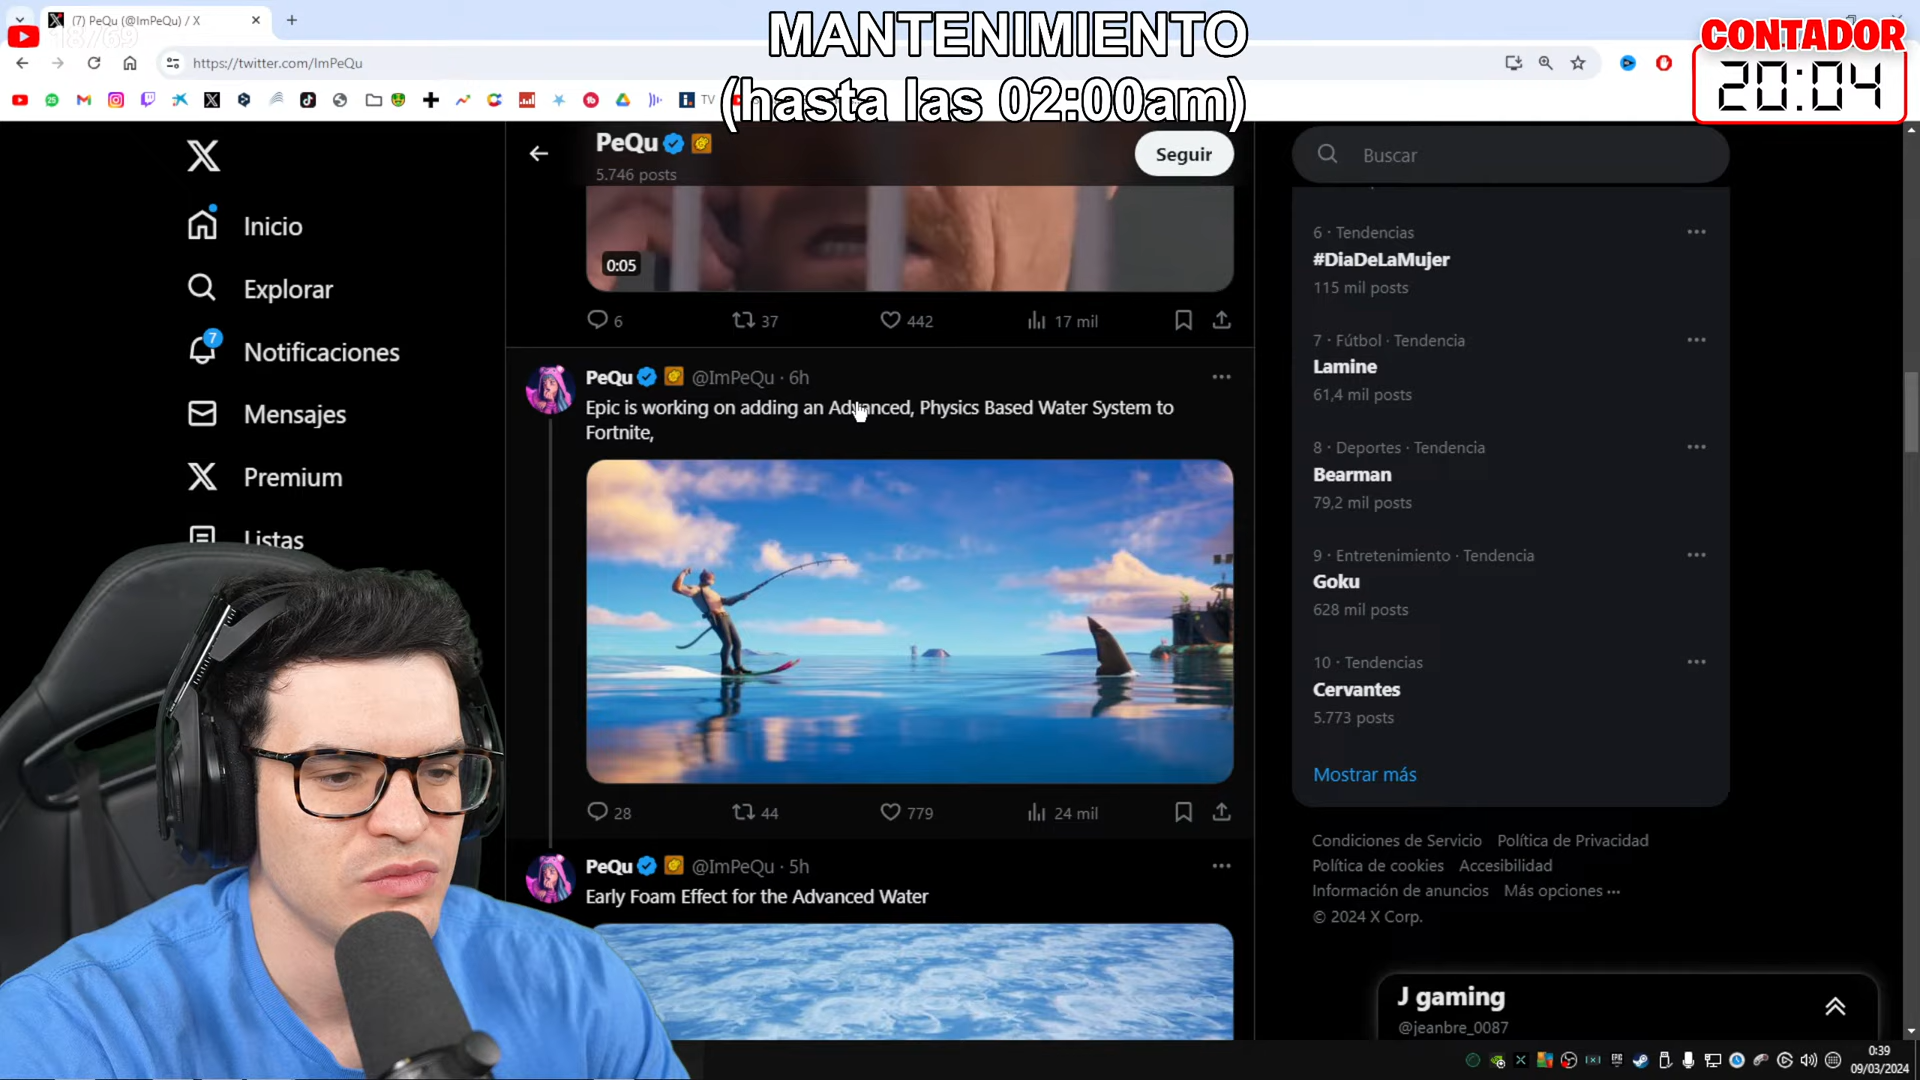 MANTENIMIENTO
(hasta las 02:00am)
CONTADOR
20:04
(7) PeQu (@ImPeQu) / X
https://twitter.com/ImPeQu
TV
PeQu
5.746 posts
Seguir
Buscar
Inicio
Explorar
7
Notificaciones
Mensajes
Premium
Listas
0:05
6
37
442
17 mil
PeQu @ImPeQu · 6h
Epic is working on adding an Advanced, Physics Based Water System to
Fortnite,
28
44
779
24 mil
PeQu @ImPeQu · 5h
Early Foam Effect for the Advanced Water
6 · Tendencias
#DiaDeLaMujer
115 mil posts
7 · Fútbol · Tendencia
Lamine
61,4 mil posts
8 · Deportes · Tendencia
Bearman
79,2 mil posts
9 · Entretenimiento · Tendencia
Goku
628 mil posts
10 · Tendencias
Cervantes
5.773 posts
Mostrar más
Condiciones de Servicio Política de Privacidad
Política de cookies Accesibilidad
Información de anuncios Más opciones ···
© 2024 X Corp.
J gaming
@jeanbre_0087
0:39
09/03/2024